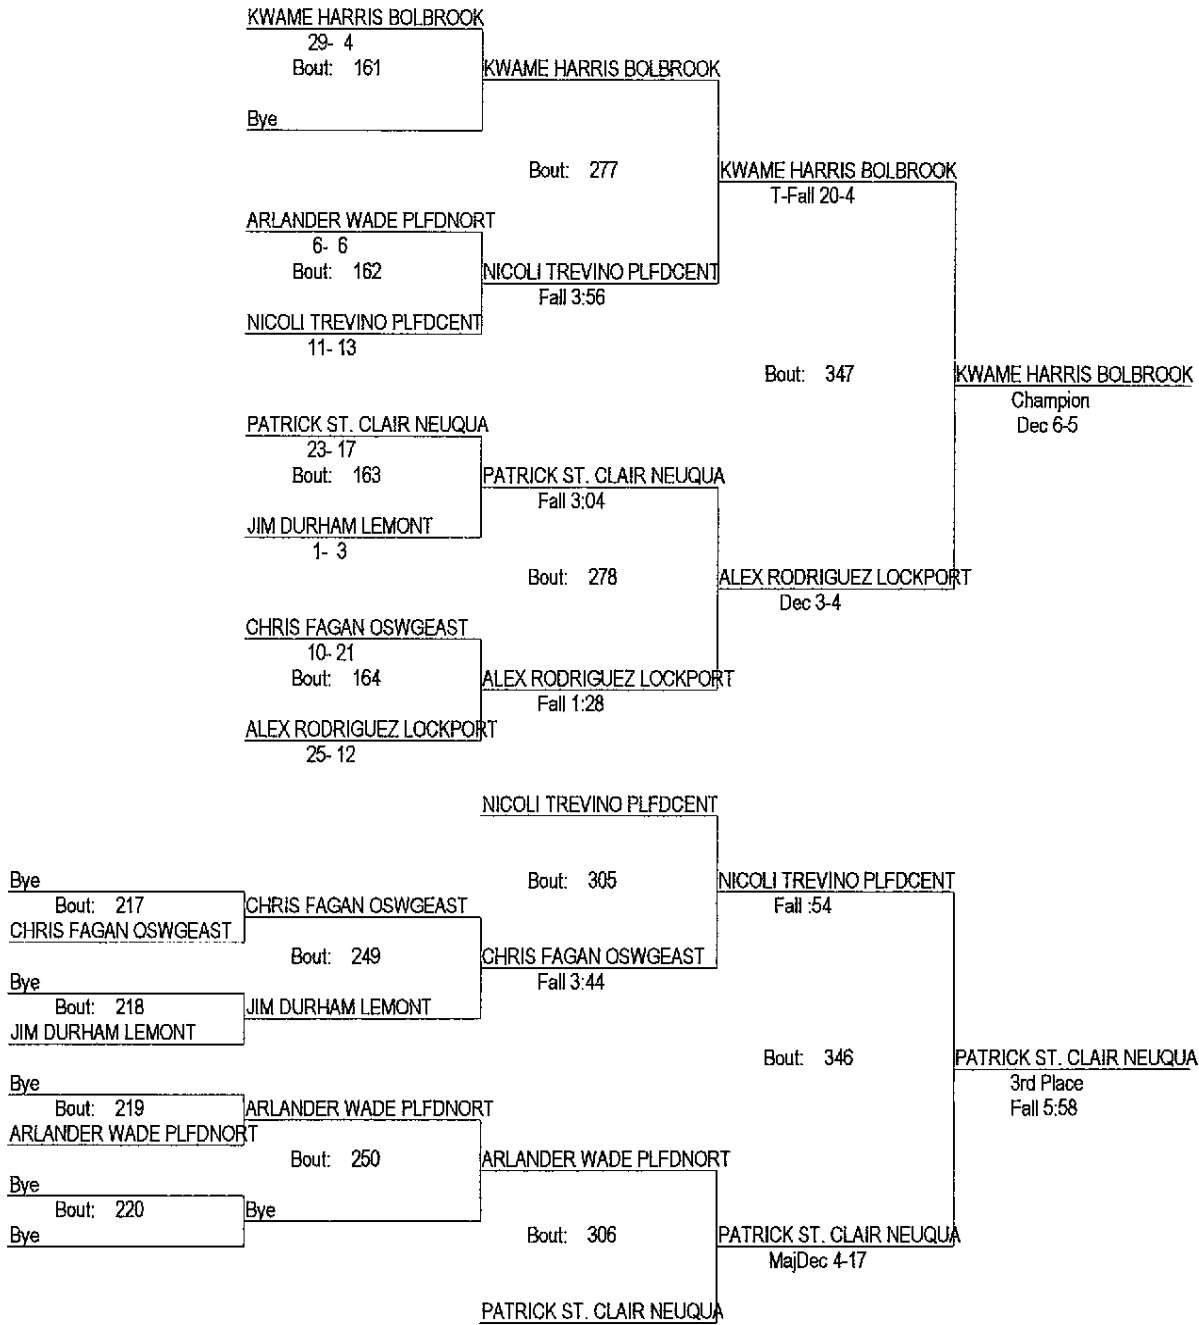 KWAME HARRIS BOLBROOK
29- 4
Bout: 161
KWAME HARRIS BOLBROOK
Bye
Bout: 277
KWAME HARRIS BOLBROOK
T-Fall 20-4
ARLANDER WADE PLFDNORT
6- 6
Bout: 162
NICOLI TREVINO PLFDCENT
Fall 3:56
NICOLI TREVINO PLFDCENT
11- 13
Bout: 347
KWAME HARRIS BOLBROOK
Champion
Dec 6-5
PATRICK ST. CLAIR NEUQUA
23- 17
Bout: 163
PATRICK ST. CLAIR NEUQUA
Fall 3:04
JIM DURHAM LEMONT
1- 3
Bout: 278
ALEX RODRIGUEZ LOCKPORT
Dec 3-4
CHRIS FAGAN OSWGEAST
10- 21
Bout: 164
ALEX RODRIGUEZ LOCKPORT
Fall 1:28
ALEX RODRIGUEZ LOCKPORT
25- 12
NICOLI TREVINO PLFDCENT
Bout: 305
NICOLI TREVINO PLFDCENT
Fall :54
Bye
Bout: 217
CHRIS FAGAN OSWGEAST
CHRIS FAGAN OSWGEAST
Bout: 249
CHRIS FAGAN OSWGEAST
Fall 3:44
Bye
Bout: 218
JIM DURHAM LEMONT
JIM DURHAM LEMONT
Bout: 346
PATRICK ST. CLAIR NEUQUA
3rd Place
Fall 5:58
Bye
Bout: 219
ARLANDER WADE PLFDNORT
ARLANDER WADE PLFDNORT
Bout: 250
ARLANDER WADE PLFDNORT
Bye
Bout: 220
Bye
Bye
Bout: 306
PATRICK ST. CLAIR NEUQUA
MajDec 4-17
PATRICK ST. CLAIR NEUQUA